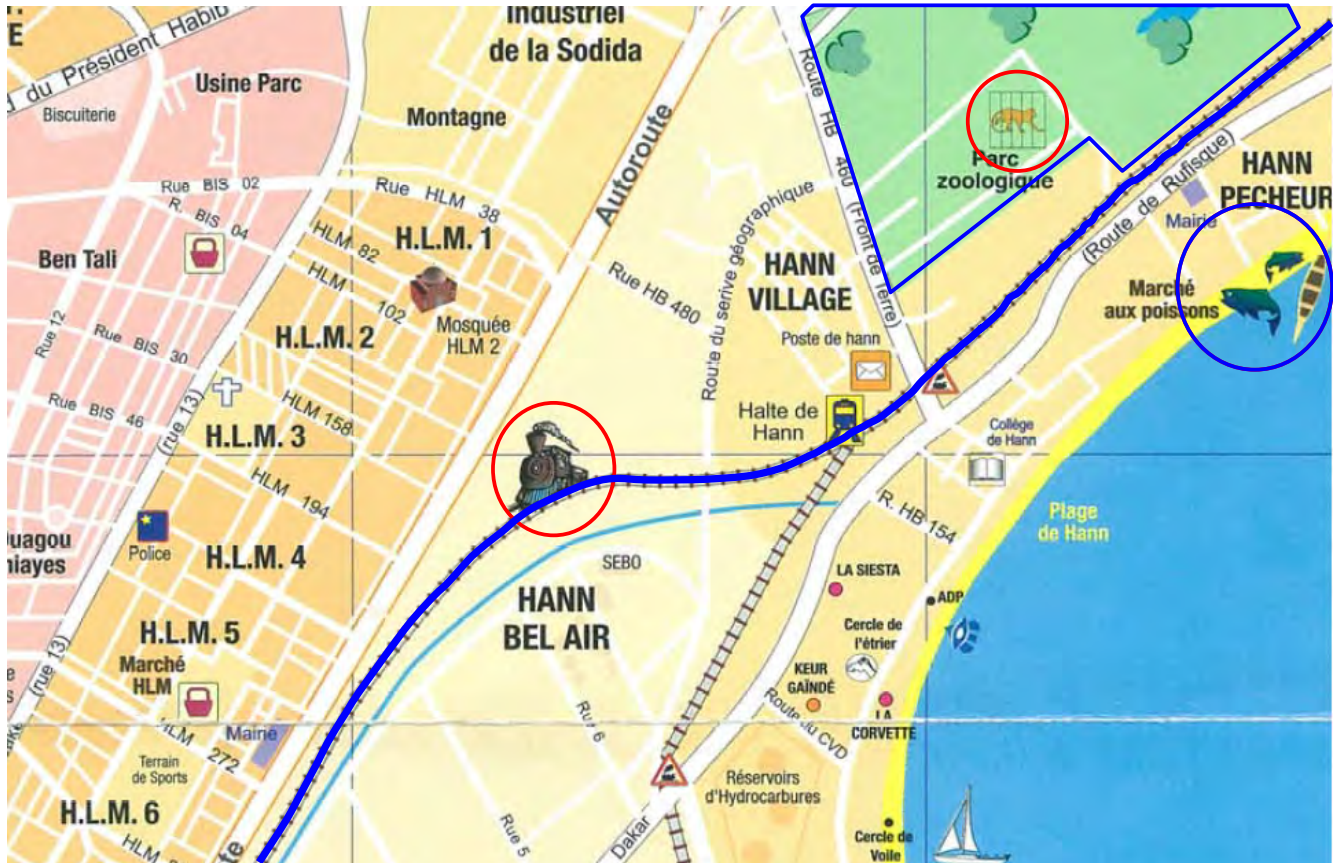 Industriel
de la Sodida
E
du Président Habib
Usine Parc
Biscuiterie
Montagne
Autoroute
Route HB 460 (Front de Terre)
Parc
zoologique
(Route de Rufisque)
HANN
PECHEUR
Mairie
Rue BIS 02
R. BIS 04
Rue HLM 38
HLM 82
H.L.M. 1
Ben Tali
HLM 102
Rue HB 480
Route du serive géographique
HANN
VILLAGE
Marché
aux poissons
Mosquée
HLM 2
H.L.M. 2
Rue 12
Rue BIS 30
Poste de hann
Rue BIS 46
(rue 13)
HLM 158
H.L.M. 3
Halte de
Hann
Collège
de Hann
HLM 194
R. HB 154
Plage
de Hann
Police
H.L.M. 4
SEBO
LA SIESTA
ADP
HANN
BEL AIR
H.L.M. 5
Cercle de
l'étrier
(rue 13)
Marché
HLM
KEUR
GAÏNDÉ
LA
CORVETTE
Route du CVD
HLM 272
Mairie
Rue 6
Terrain
de Sports
Réservoirs
d'Hydrocarbures
H.L.M. 6
HLM
Rue 5
Dakar
Cercle de
Voile